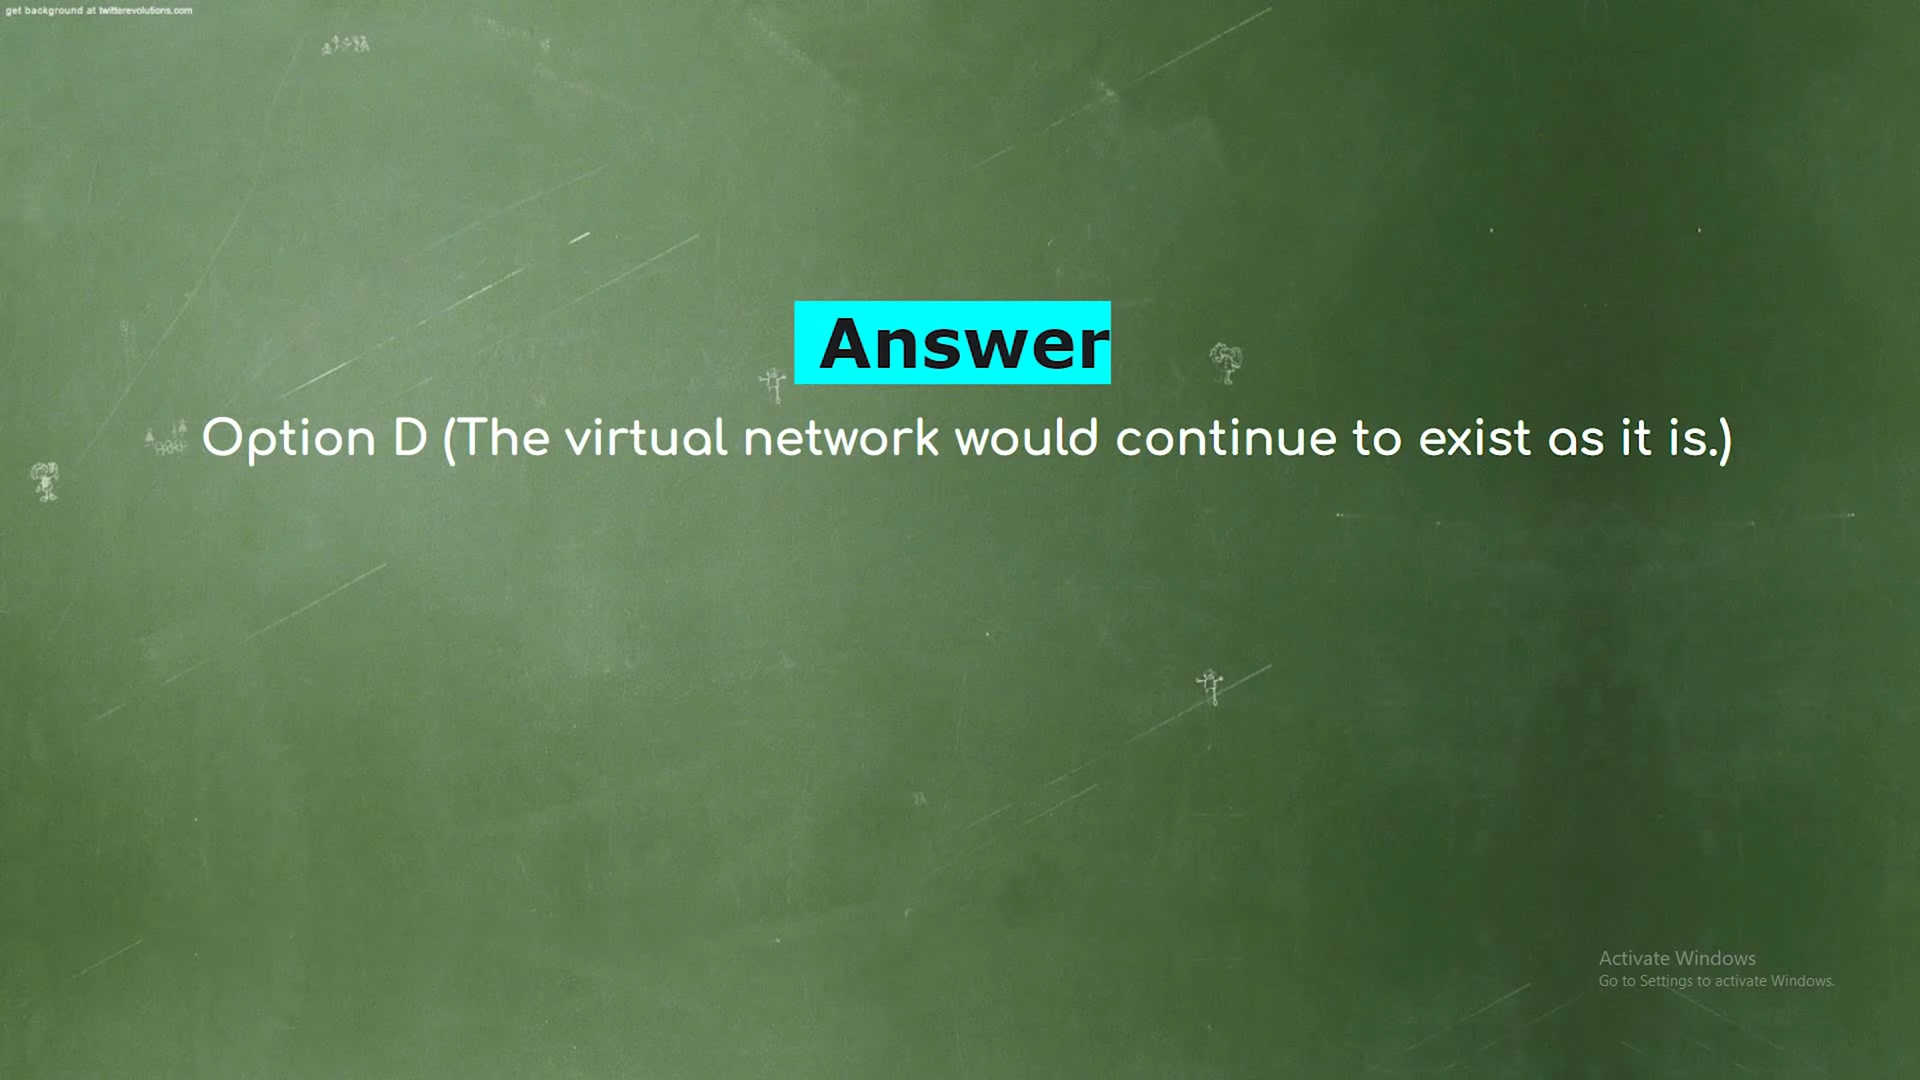 get background at twitterevolutions.com
Answer
Option D (The virtual network would continue to exist as it is.)
Activate Windows
Go to Settings to activate Windows.